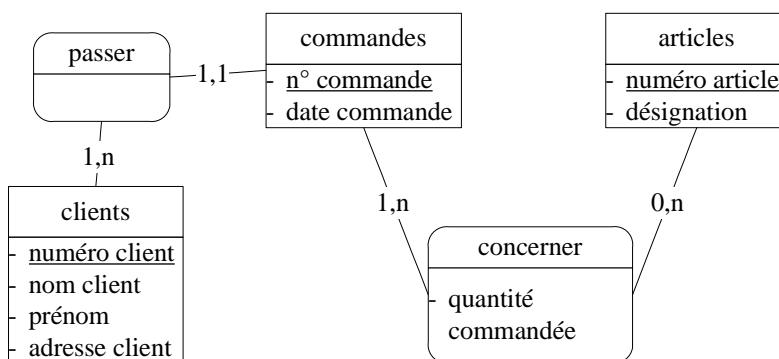 passer
1,1
commandes
- n° commande
- date commande
articles
- numéro article
- désignation
1,n
clients
- numéro client
- nom client
- prénom
- adresse client
1,n
0,n
concerner
- quantité
commandée